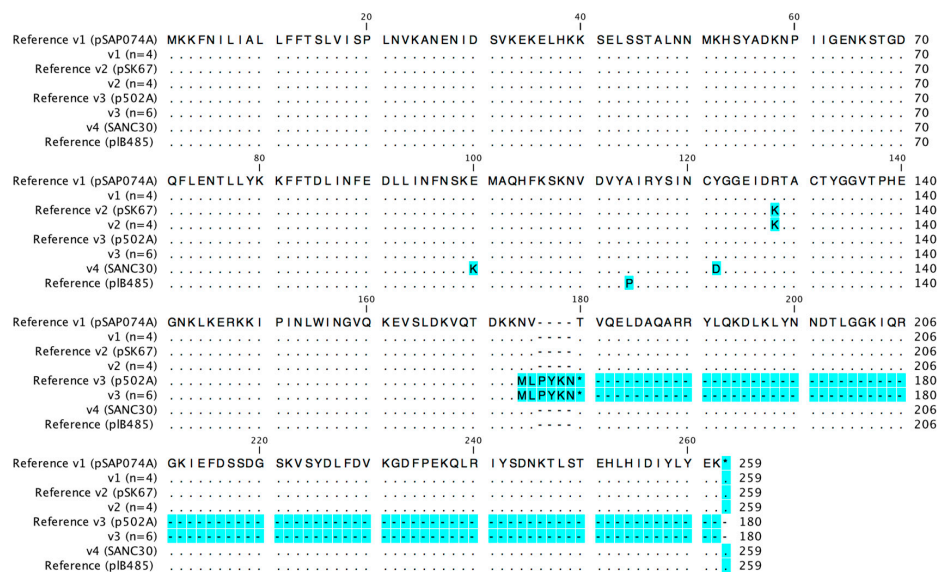 20 40 60
Reference v1 (pSAP074A) MKKFNILIAL LFFTSLVISP LNVKANENID SVKEKELHKK SELSSTALNN MKHSYADKNP IIGENKSTGD 70
v1 (n=4) .......... .......... .......... .......... .......... .......... .......... 70
Reference v2 (pSK67) .......... .......... .......... .......... .......... .......... .......... 70
v2 (n=4) .......... .......... .......... .......... .......... .......... .......... 70
Reference v3 (p502A) .......... .......... .......... .......... .......... .......... .......... 70
v3 (n=6) .......... .......... .......... .......... .......... .......... .......... 70
v4 (SANC30) .......... .......... .......... .......... .......... .......... .......... 70
Reference (pIB485) .......... .......... .......... .......... .......... .......... .......... 70
80 100 120 140
Reference v1 (pSAP074A) QFLENTLLYK KFFTDLINFE DLLINFNSKE MAQHFKSKNV DVYAIRYSIN CYGGEIDRTA CTYGGVTPHE 140
v1 (n=4) .......... .......... .......... .......... .......... .......... .......... 140
Reference v2 (pSK67) .......... .......... .......... .......... .......... .......K.. .......... 140
v2 (n=4) .......... .......... .......... .......... .......... .......K.. .......... 140
Reference v3 (p502A) .......... .......... .......... .......... .......... .......... .......... 140
v3 (n=6) .......... .......... .......... .......... .......... .......... .......... 140
v4 (SANC30) .......... .......... .........K .......... .......... ..D....... .......... 140
Reference (pIB485) .......... .......... .......... .......... ....P..... .......... .......... 140
160 180 200
Reference v1 (pSAP074A) GNKLKERKKI PINLWINGVQ KEVSLDKVQT DKKNV----T VQELDAQARR YLQKDLKLYN NDTLGGKIQR 206
v1 (n=4) .......... .......... .......... .....----. .......... .......... .......... 206
Reference v2 (pSK67) .......... .......... .......... .....----. .......... .......... .......... 206
v2 (n=4) .......... .......... .......... .....----. .......... .......... .......... 206
Reference v3 (p502A) .......... .......... .......... ...MLPYKN* ---------- ---------- ---------- 180
v3 (n=6) .......... .......... .......... ...MLPYKN* ---------- ---------- ---------- 180
v4 (SANC30) .......... .......... .......... .....----. .......... .......... .......... 206
Reference (pIB485) .......... .......... .......... .....----. .......... .......... .......... 206
220 240 260
Reference v1 (pSAP074A) GKIEFDSSDG SKVSYDLFDV KGDFPEKQLR IYSDNKTLST EHLHIDIYLY EK* 259
v1 (n=4) .......... .......... .......... .......... .......... ... 259
Reference v2 (pSK67) .......... .......... .......... .......... .......... ... 259
v2 (n=4) .......... .......... .......... .......... .......... ... 259
Reference v3 (p502A) ---------- ---------- ---------- ---------- ---------- --- 180
v3 (n=6) ---------- ---------- ---------- ---------- ---------- --- 180
v4 (SANC30) .......... .......... .......... .......... .......... ... 259
Reference (pIB485) .......... .......... .......... .......... .......... ... 259